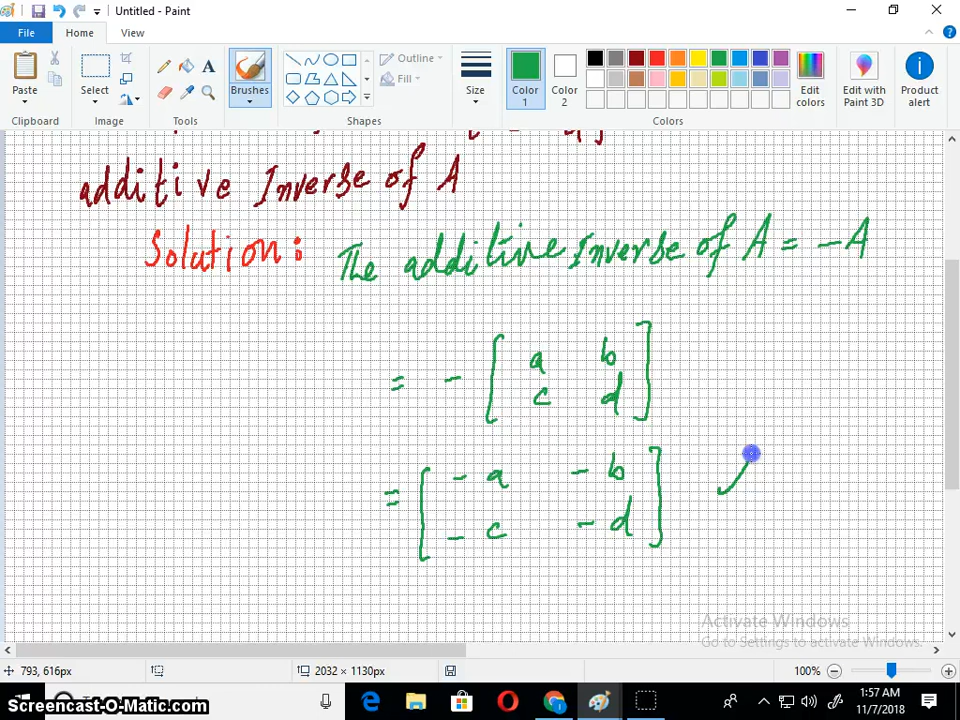 Untitled - Paint
File Home View
Paste Select Brushes Outline Fill Size Color 1 Color 2 Edit colors Edit with Paint 3D Product alert
Clipboard Image Tools Shapes Colors
additive Inverse of A
Solution: The additive Inverse of A = -A
= - [ a b
c d ]
= [ - a - b
- c - d ]
Activate Windows
Go to Settings to activate Windows.
793, 616px 2032 × 1130px 100%
1:57 AM
11/7/2018
Screencast-O-Matic.com